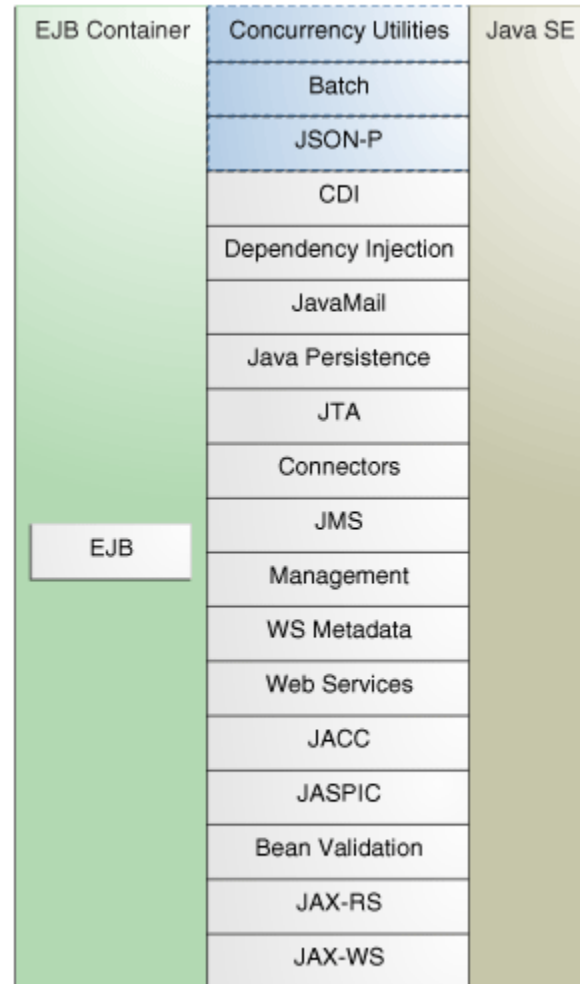 EJB Container
EJB
Concurrency Utilities
Batch
JSON-P
CDI
Dependency Injection
JavaMail
Java Persistence
JTA
Connectors
JMS
Management
WS Metadata
Web Services
JACC
JASPIC
Bean Validation
JAX-RS
JAX-WS
Java SE